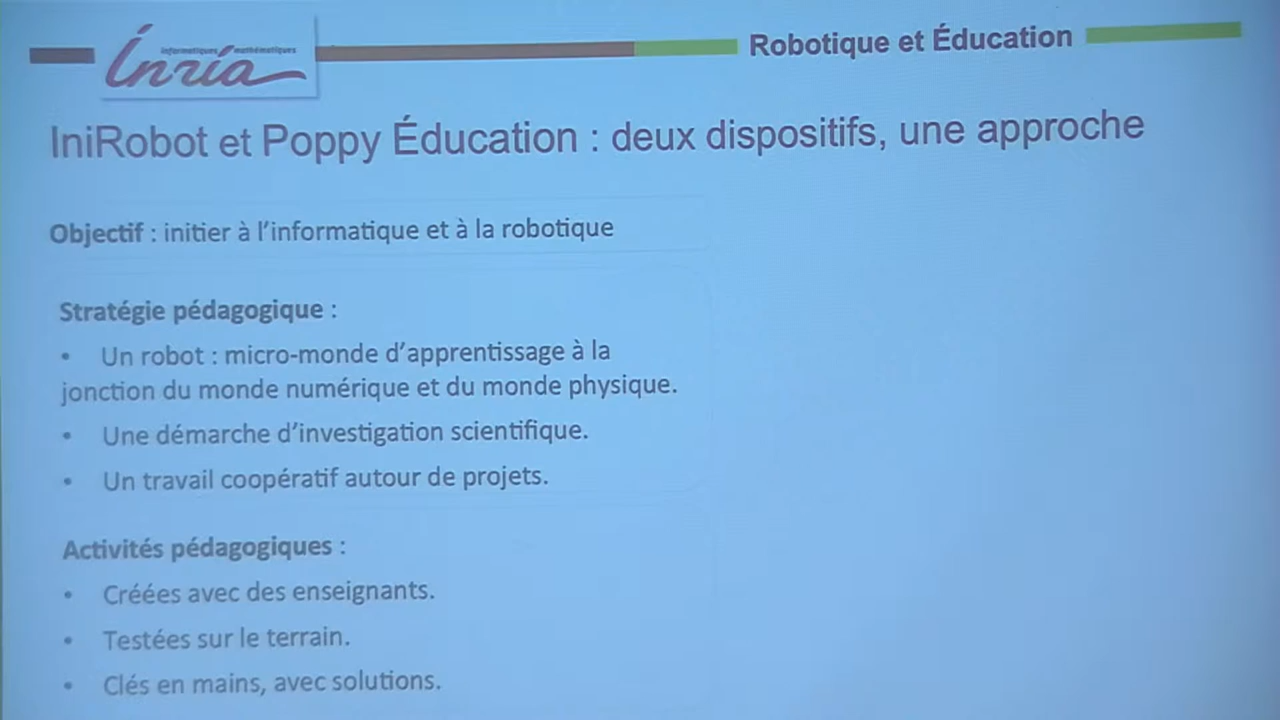 informatiques mathématiques
Inria
Robotique et Éducation
IniRobot et Poppy Éducation : deux dispositifs, une approche
Objectif : initier à l'informatique et à la robotique
Stratégie pédagogique :
• Un robot : micro-monde d'apprentissage à la
jonction du monde numérique et du monde physique.
• Une démarche d'investigation scientifique.
• Un travail coopératif autour de projets.
Activités pédagogiques :
• Créées avec des enseignants.
• Testées sur le terrain.
• Clés en mains, avec solutions.